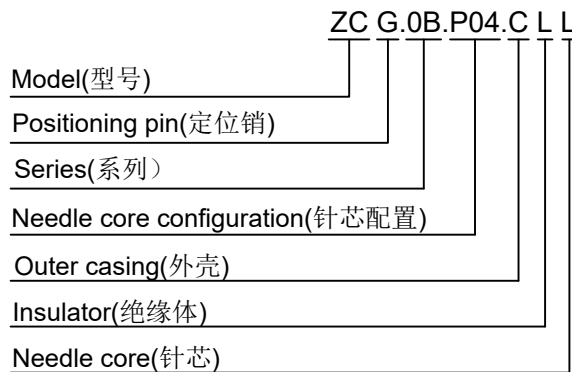 ZC G.0B.P04.C L L
Model(型号)
Positioning pin(定位销)
Series(系列）
Needle core configuration(针芯配置)
Outer casing(外壳)
Insulator(绝缘体)
Needle core(针芯)